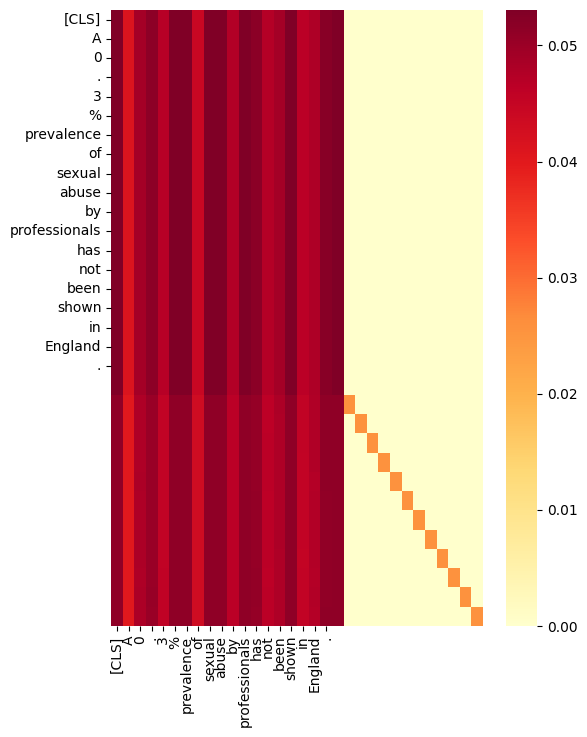 [CLS]
A
0
.
3
%
prevalence
of
sexual
abuse
by
professionals
has
not
been
shown
in
England
.
0.05
0.04
0.03
0.02
0.01
0.00
[CLS]
A
0
.
3
%
prevalence
of
sexual
abuse
by
professionals
has
not
been
shown
in
England
.